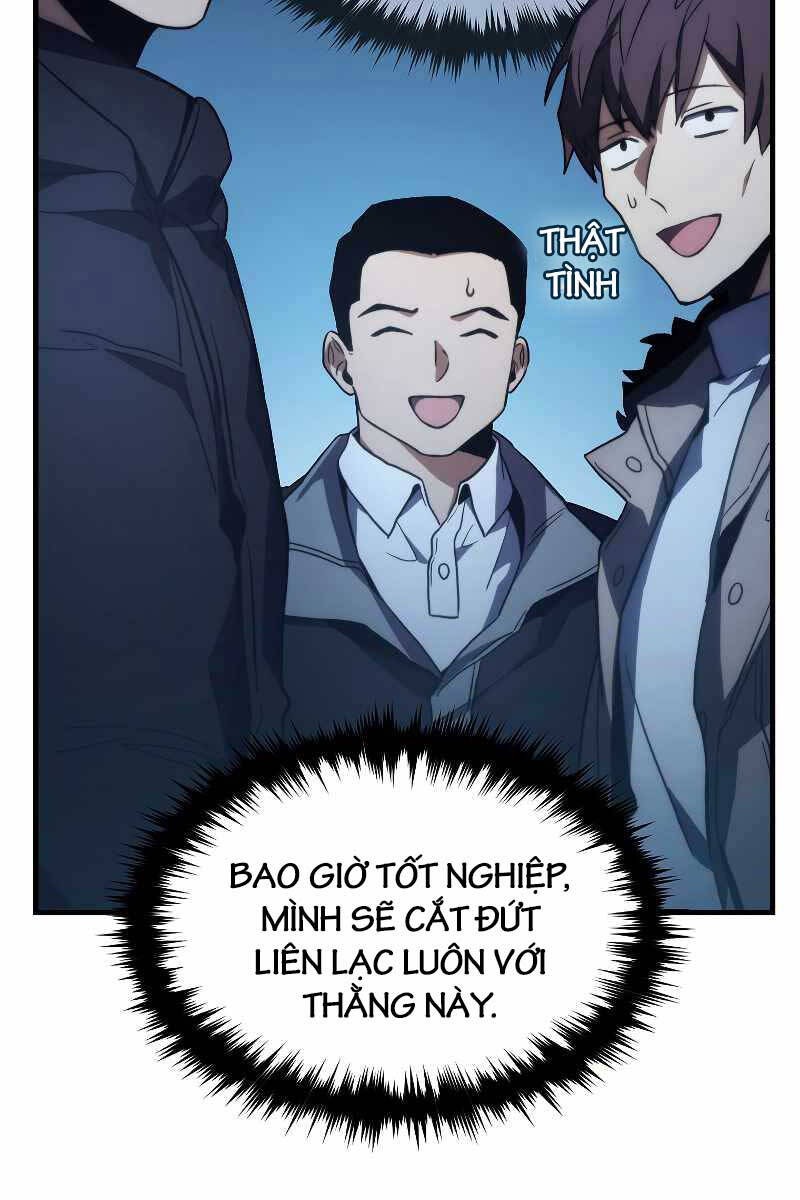 THẬT
TÌNH
BAO GIỜ TỐT NGHIỆP,
MÌNH SẼ CẮT ĐỨT
LIÊN LẠC LUÔN VỚI
THẰNG NÀY.